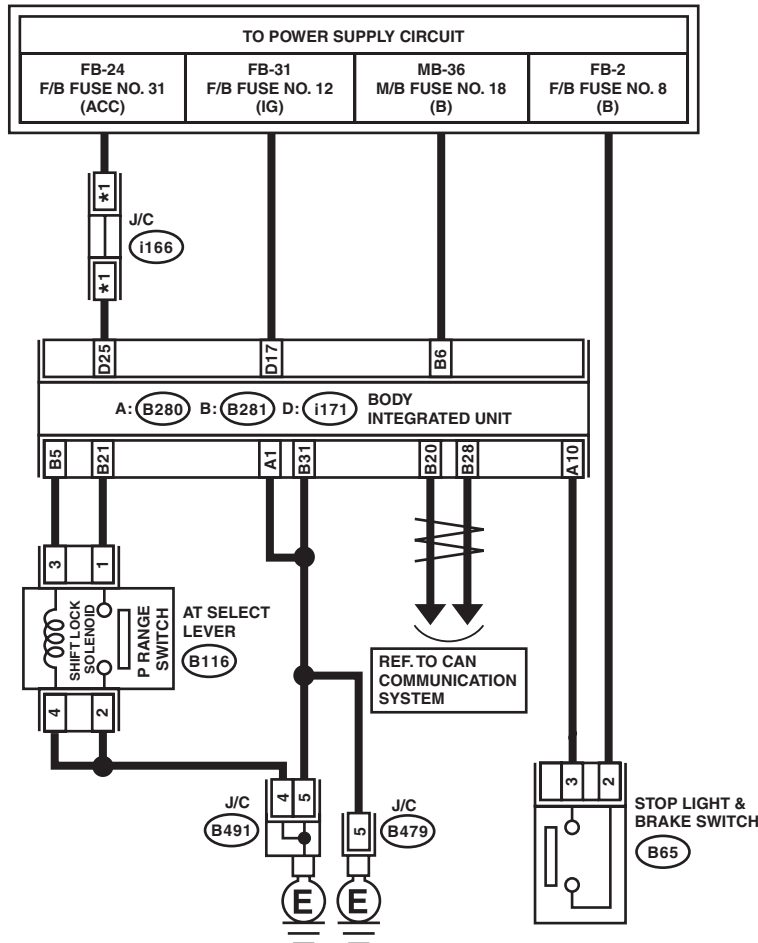 TO POWER SUPPLY CIRCUIT
FB-24
F/B FUSE NO. 31
(ACC)
FB-31
F/B FUSE NO. 12
(IG)
MB-36
M/B FUSE NO. 18
(B)
FB-2
F/B FUSE NO. 8
(B)
*1
J/C
i166
*1
D25
D17
B6
A: B280 B: B281 D: i171
BODY
INTEGRATED UNIT
B5
B21
A1
B31
B20
B28
A10
3
1
SHIFT LOCK
SOLENOID
P RANGE
SWITCH
AT SELECT
LEVER
B116
4
2
REF. TO CAN
COMMUNICATION
SYSTEM
J/C
B491
4
5
5
J/C
B479
3
2
STOP LIGHT &
BRAKE SWITCH
B65
E
E